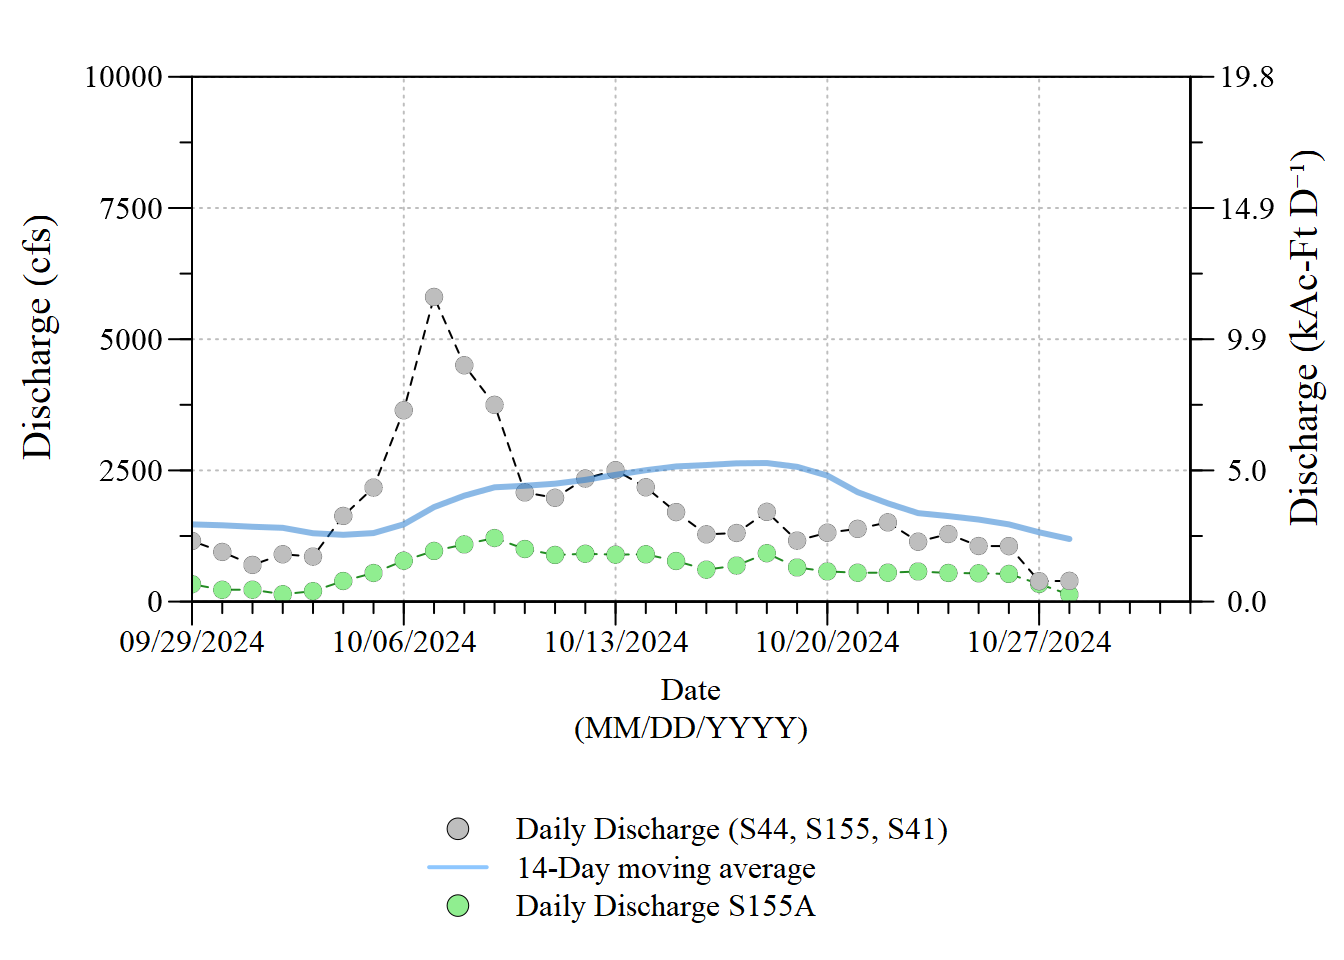 10000
7500
5000
2500
0
Discharge (cfs)
19.8
14.9
9.9
5.0
0.0
Discharge (kAc-Ft D⁻¹)
09/29/2024 10/06/2024 10/13/2024 10/20/2024 10/27/2024
Date
(MM/DD/YYYY)
Daily Discharge (S44, S155, S41)
14-Day moving average
Daily Discharge S155A